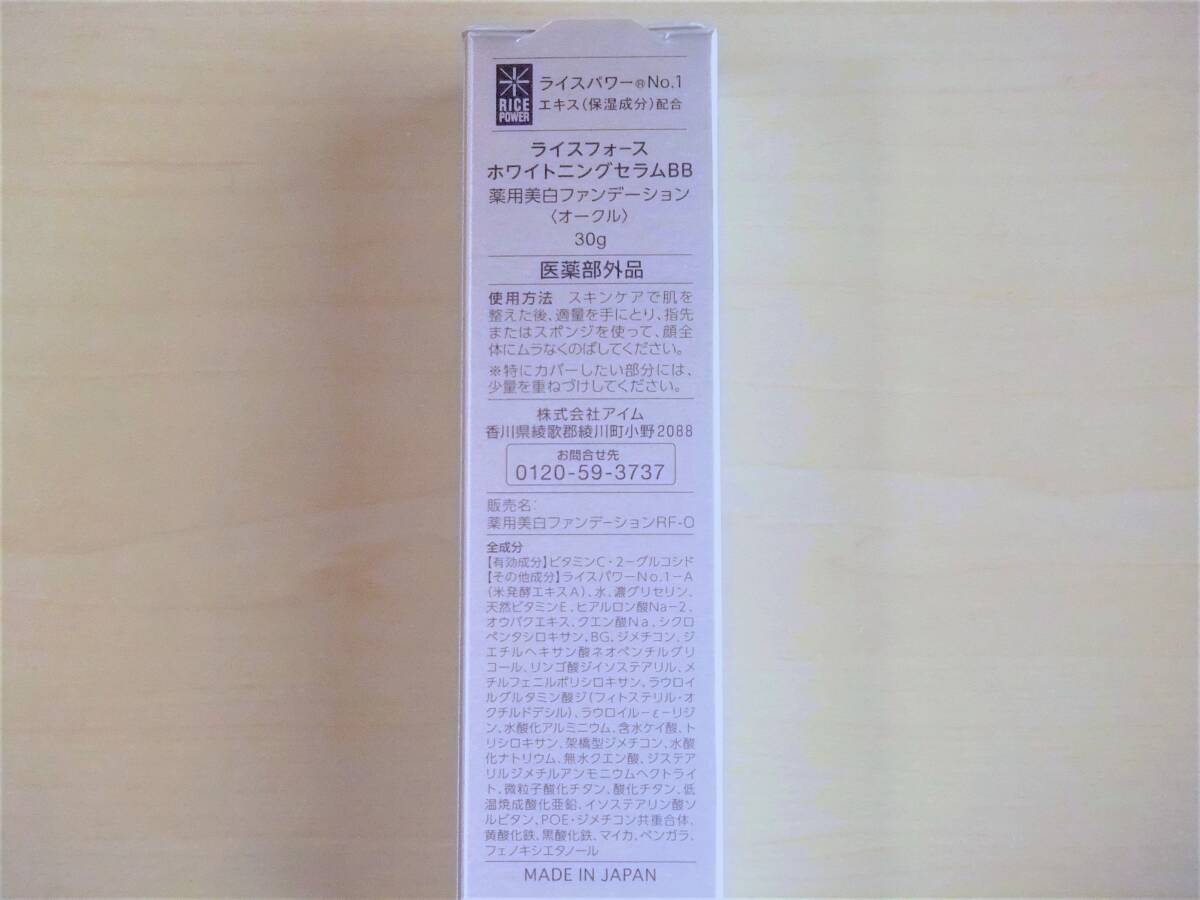 RICE
POWER
ライスパワー®No.1
エキス(保湿成分)配合
ライスフォース
ホワイトニングセラムBB
薬用美白ファンデーション
〈オークル〉
30g
医薬部外品
使用方法 スキンケアで肌を
整えた後、適量を手にとり、指先
またはスポンジを使って、顔全
体にムラなくのばしてください。
※特にカバーしたい部分には、
少量を重ねづけしてください。
株式会社アイム
香川県綾歌郡綾川町小野2088
お問合せ先
0120-59-3737
販売名:
薬用美白ファンデーションRF-O
全成分
【有効成分】ビタミンC・2-グルコシド
【その他成分】ライスパワーNo.1-A
(米発酵エキスA)、水、濃グリセリン、
天然ビタミンE、ヒアルロン酸Na-2、
オウバクエキス、クエン酸Na、シクロ
ペンタシロキサン、BG、ジメチコン、ジ
エチルヘキサン酸ネオペンチルグリ
コール、リンゴ酸ジイソステアリル、メ
チルフェニルポリシロキサン、ラウロイ
ルグルタミン酸ジ(フィトステリル・オ
クチルドデシル)、ラウロイル-ε-リジ
ン、水酸化アルミニウム、含水ケイ酸、ト
リシロキサン、架橋型ジメチコン、水酸
化ナトリウム、無水クエン酸、ジステア
リルジメチルアンモニウムヘクトライ
ト、微粒子酸化チタン、酸化チタン、低
温焼成酸化亜鉛、イソステアリン酸ソ
ルビタン、POE・ジメチコン共重合体、
黄酸化鉄、黒酸化鉄、マイカ、ベンガラ、
フェノキシエタノール
MADE IN JAPAN